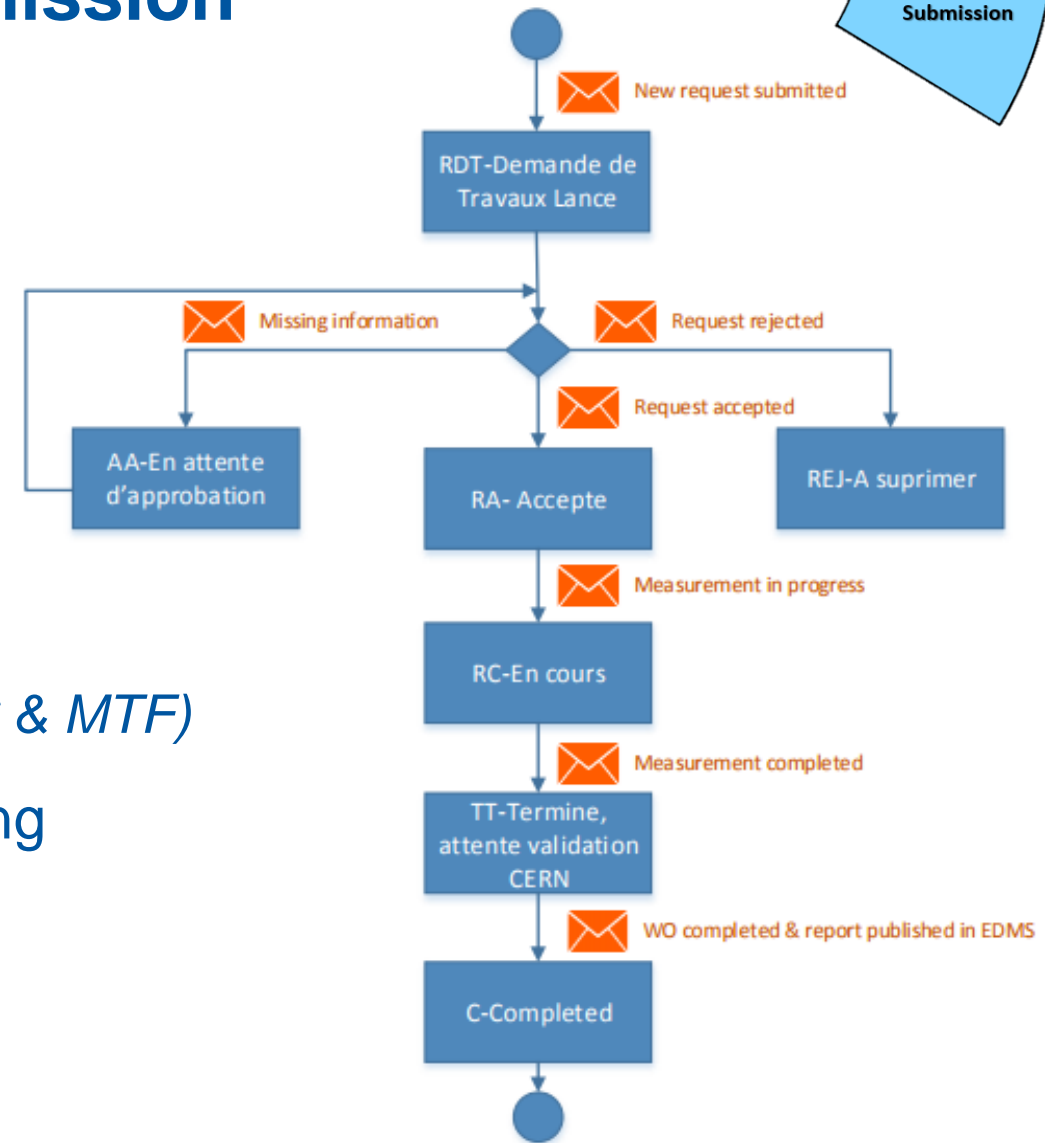 Submission
New request submitted
RDT-Demande de
Travaux Lance
Missing information
Request rejected
Request accepted
AA-En attente
d’approbation
RA- Accepte
REJ-A suprimer
Measurement in progress
RC-En cours
& MTF)
Measurement completed
TT-Termine,
attente validation
CERN
WO completed & report published in EDMS
C-Completed